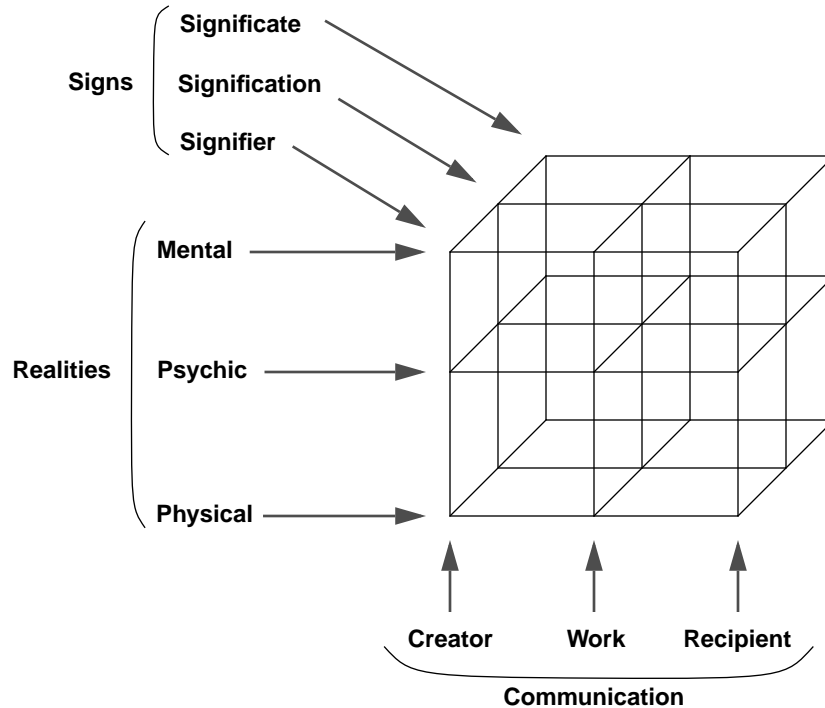 Significate
Signs
Signification
Signifier
Mental
Realities
Psychic
Physical
Creator
Work
Recipient
Communication